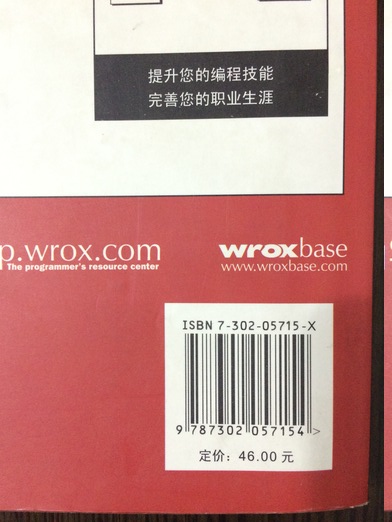 p.wrox.com
The programmer's resource center
wroxbase
www.wroxbase.com
ISBN 7-302-05715-X
9 787302 057154 >
定价: 46.00 元
提升您的编程技能
完善您的职业生涯